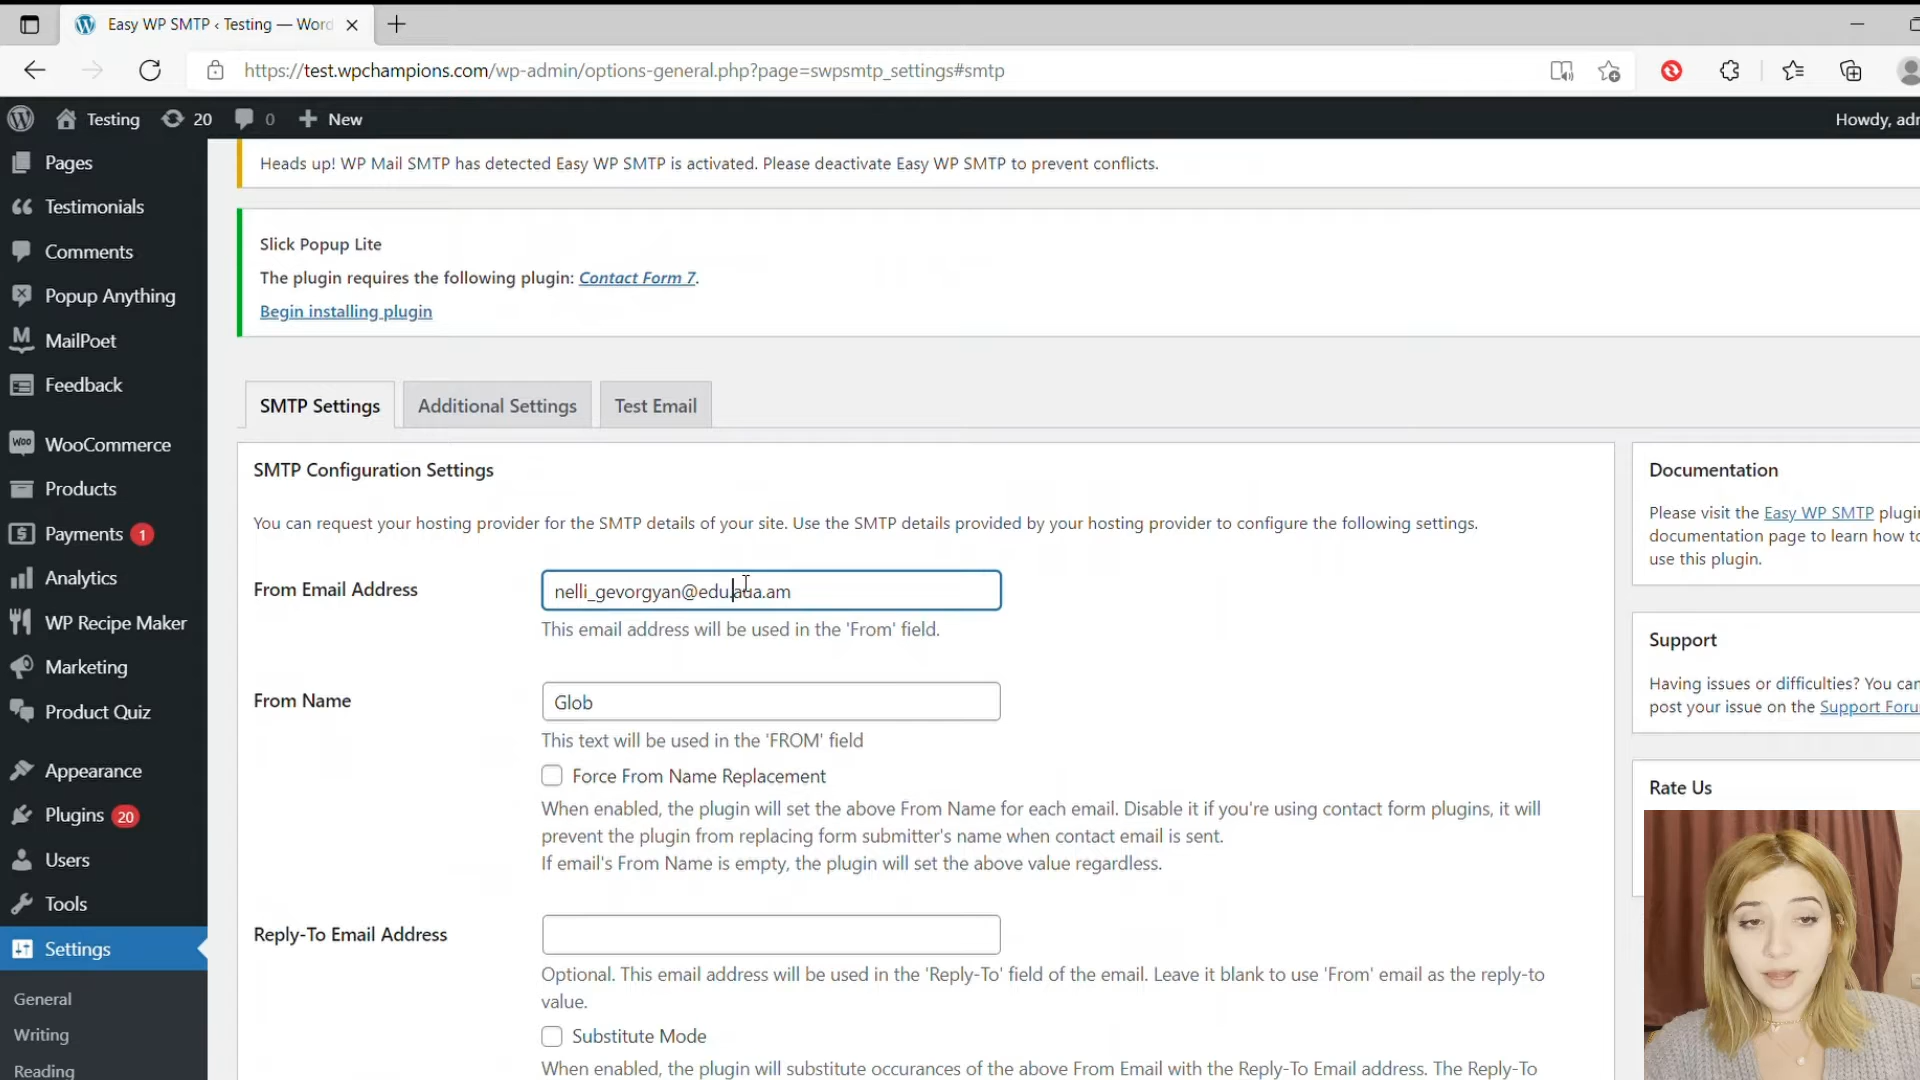 Easy WP SMTP ‹ Testing — Word
https://test.wpchampions.com/wp-admin/options-general.php?page=swpsmtp_settings#smtp
Testing
20
0
New
Howdy, adm
Pages
Testimonials
Comments
Popup Anything
MailPoet
Feedback
WooCommerce
Products
Payments 1
Analytics
WP Recipe Maker
Marketing
Product Quiz
Appearance
Plugins 20
Users
Tools
Settings
General
Writing
Reading
Heads up! WP Mail SMTP has detected Easy WP SMTP is activated. Please deactivate Easy WP SMTP to prevent conflicts.
Slick Popup Lite
The plugin requires the following plugin: Contact Form 7.
Begin installing plugin
SMTP Settings
Additional Settings
Test Email
SMTP Configuration Settings
You can request your hosting provider for the SMTP details of your site. Use the SMTP details provided by your hosting provider to configure the following settings.
From Email Address
nelli_gevorgyan@edu.aua.am
This email address will be used in the 'From' field.
From Name
Glob
This text will be used in the 'FROM' field
Force From Name Replacement
When enabled, the plugin will set the above From Name for each email. Disable it if you're using contact form plugins, it will
prevent the plugin from replacing form submitter's name when contact email is sent.
If email's From Name is empty, the plugin will set the above value regardless.
Reply-To Email Address
Optional. This email address will be used in the 'Reply-To' field of the email. Leave it blank to use 'From' email as the reply-to
value.
Substitute Mode
When enabled, the plugin will substitute occurances of the above From Email with the Reply-To Email address. The Reply-To
Documentation
Please visit the Easy WP SMTP plugin
documentation page to learn how to
use this plugin.
Support
Having issues or difficulties? You can
post your issue on the Support Foru
Rate Us